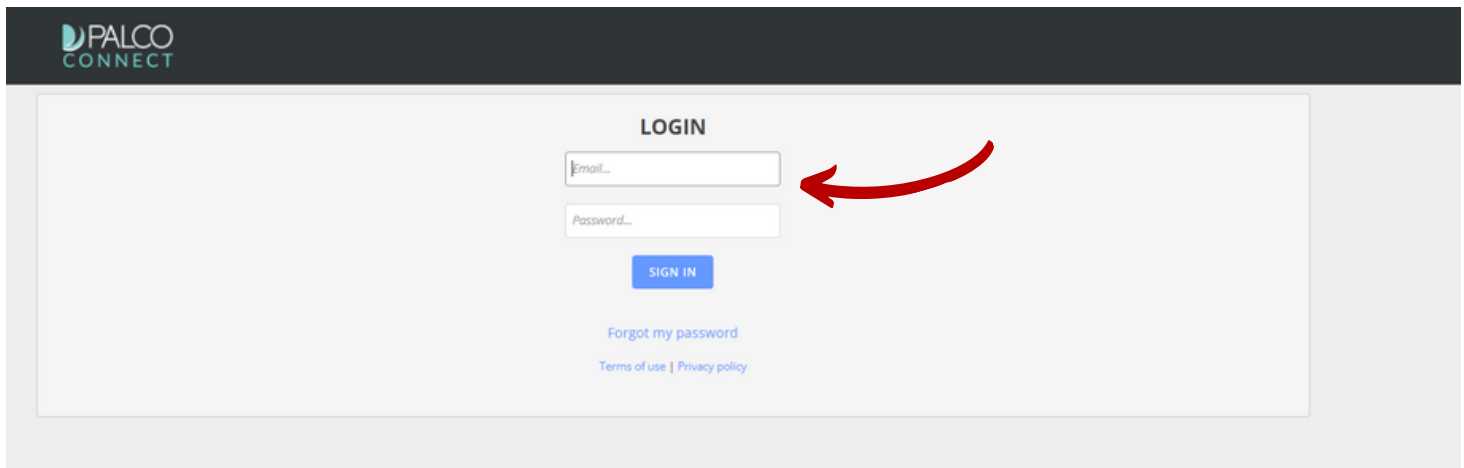 PALCO
CONNECT
LOGIN
Email...
Password...
SIGN IN
Forgot my password
Terms of use | Privacy policy